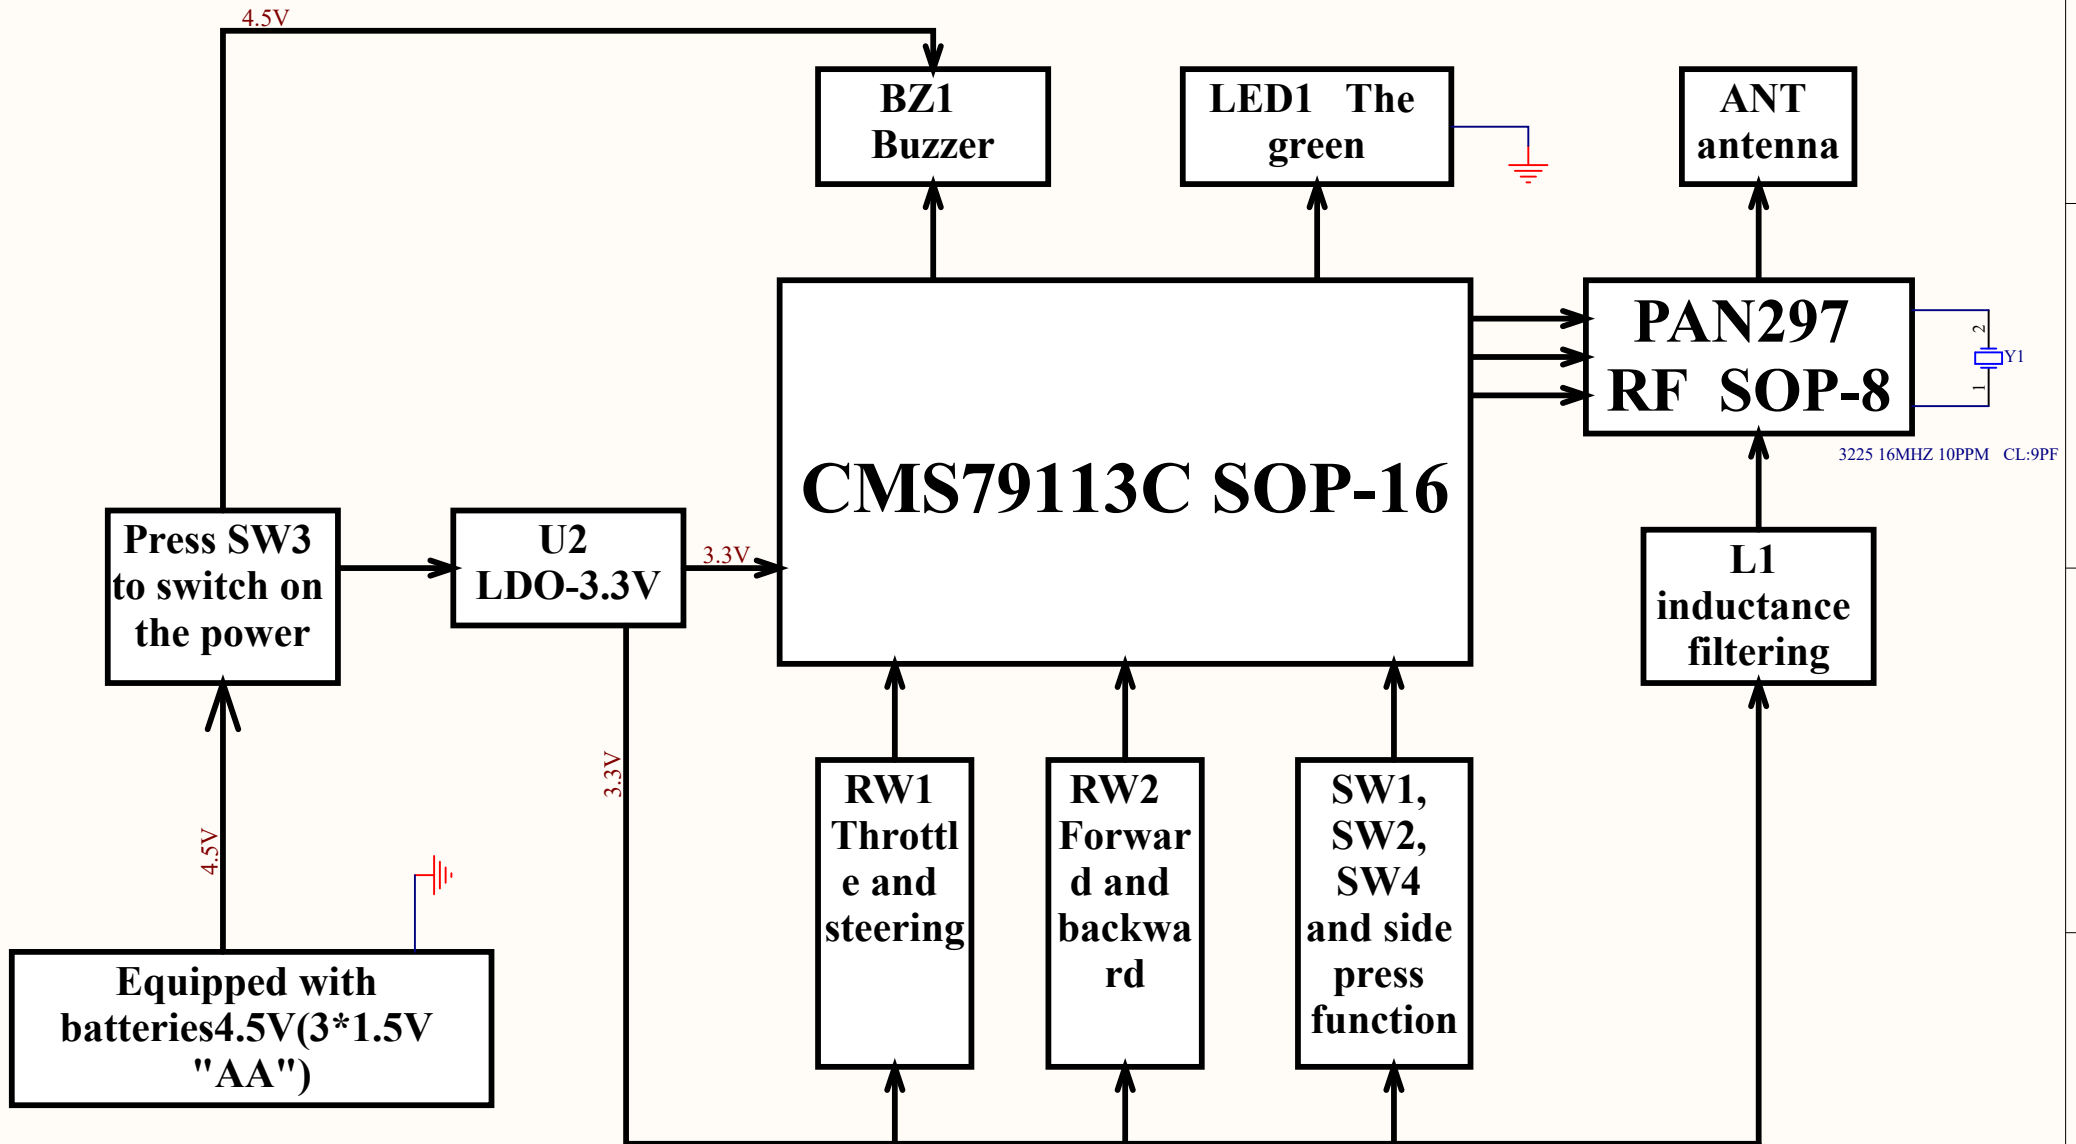 4.5V
BZ1
Buzzer
LED1 The
green
ANT
antenna
PAN297
RF SOP-8
2
Y1
1
3225 16MHZ 10PPM CL:9PF
CMS79113C SOP-16
Press SW3
to switch on
the power
U2
LDO-3.3V
3.3V
L1
inductance
filtering
3.3V
4.5V
RW1
Throttl
e and
steering
RW2
Forwar
d and
backwa
rd
SW1,
SW2,
SW4
and side
press
function
Equipped with
batteries4.5V(3*1.5V
"AA")